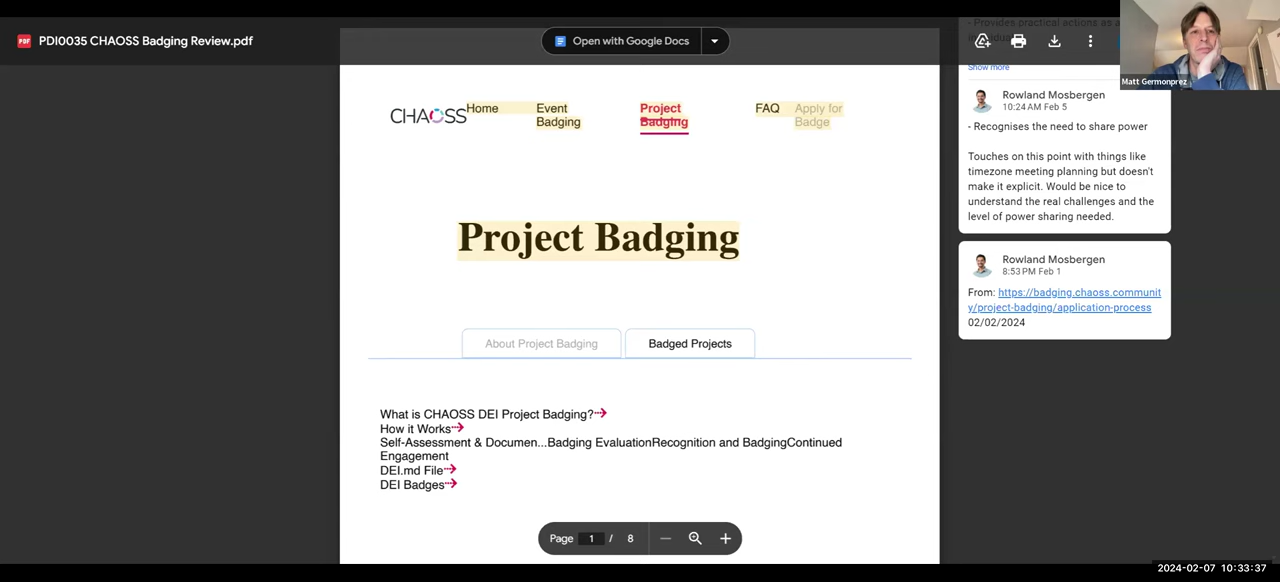 PDF PDI0035 CHAOSS Badging Review.pdf
Open with Google Docs
- Provides practical actions as a
Show more
Matt Germonprez
CHAOSS Home Event Badging Project Badging FAQ Apply for Badge
Project Badging
About Project Badging Badged Projects
What is CHAOSS DEI Project Badging?
How it Works
Self-Assessment & Documen...Badging EvaluationRecognition and BadgingContinued
Engagement
DEI.md File
DEI Badges
Page 1 / 8
Rowland Mosbergen
10:24 AM Feb 5
- Recognises the need to share power
Touches on this point with things like
timezone meeting planning but doesn't
make it explicit. Would be nice to
understand the real challenges and the
level of power sharing needed.
Rowland Mosbergen
8:53 PM Feb 1
From: https://badging.chaoss.communit
y/project-badging/application-process
02/02/2024
2024-02-07 10:33:37